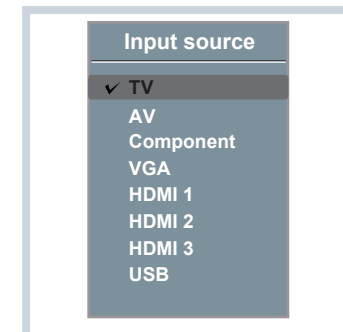 Input source
✔ TV
AV
Component
VGA
HDMI 1
HDMI 2
HDMI 3
USB